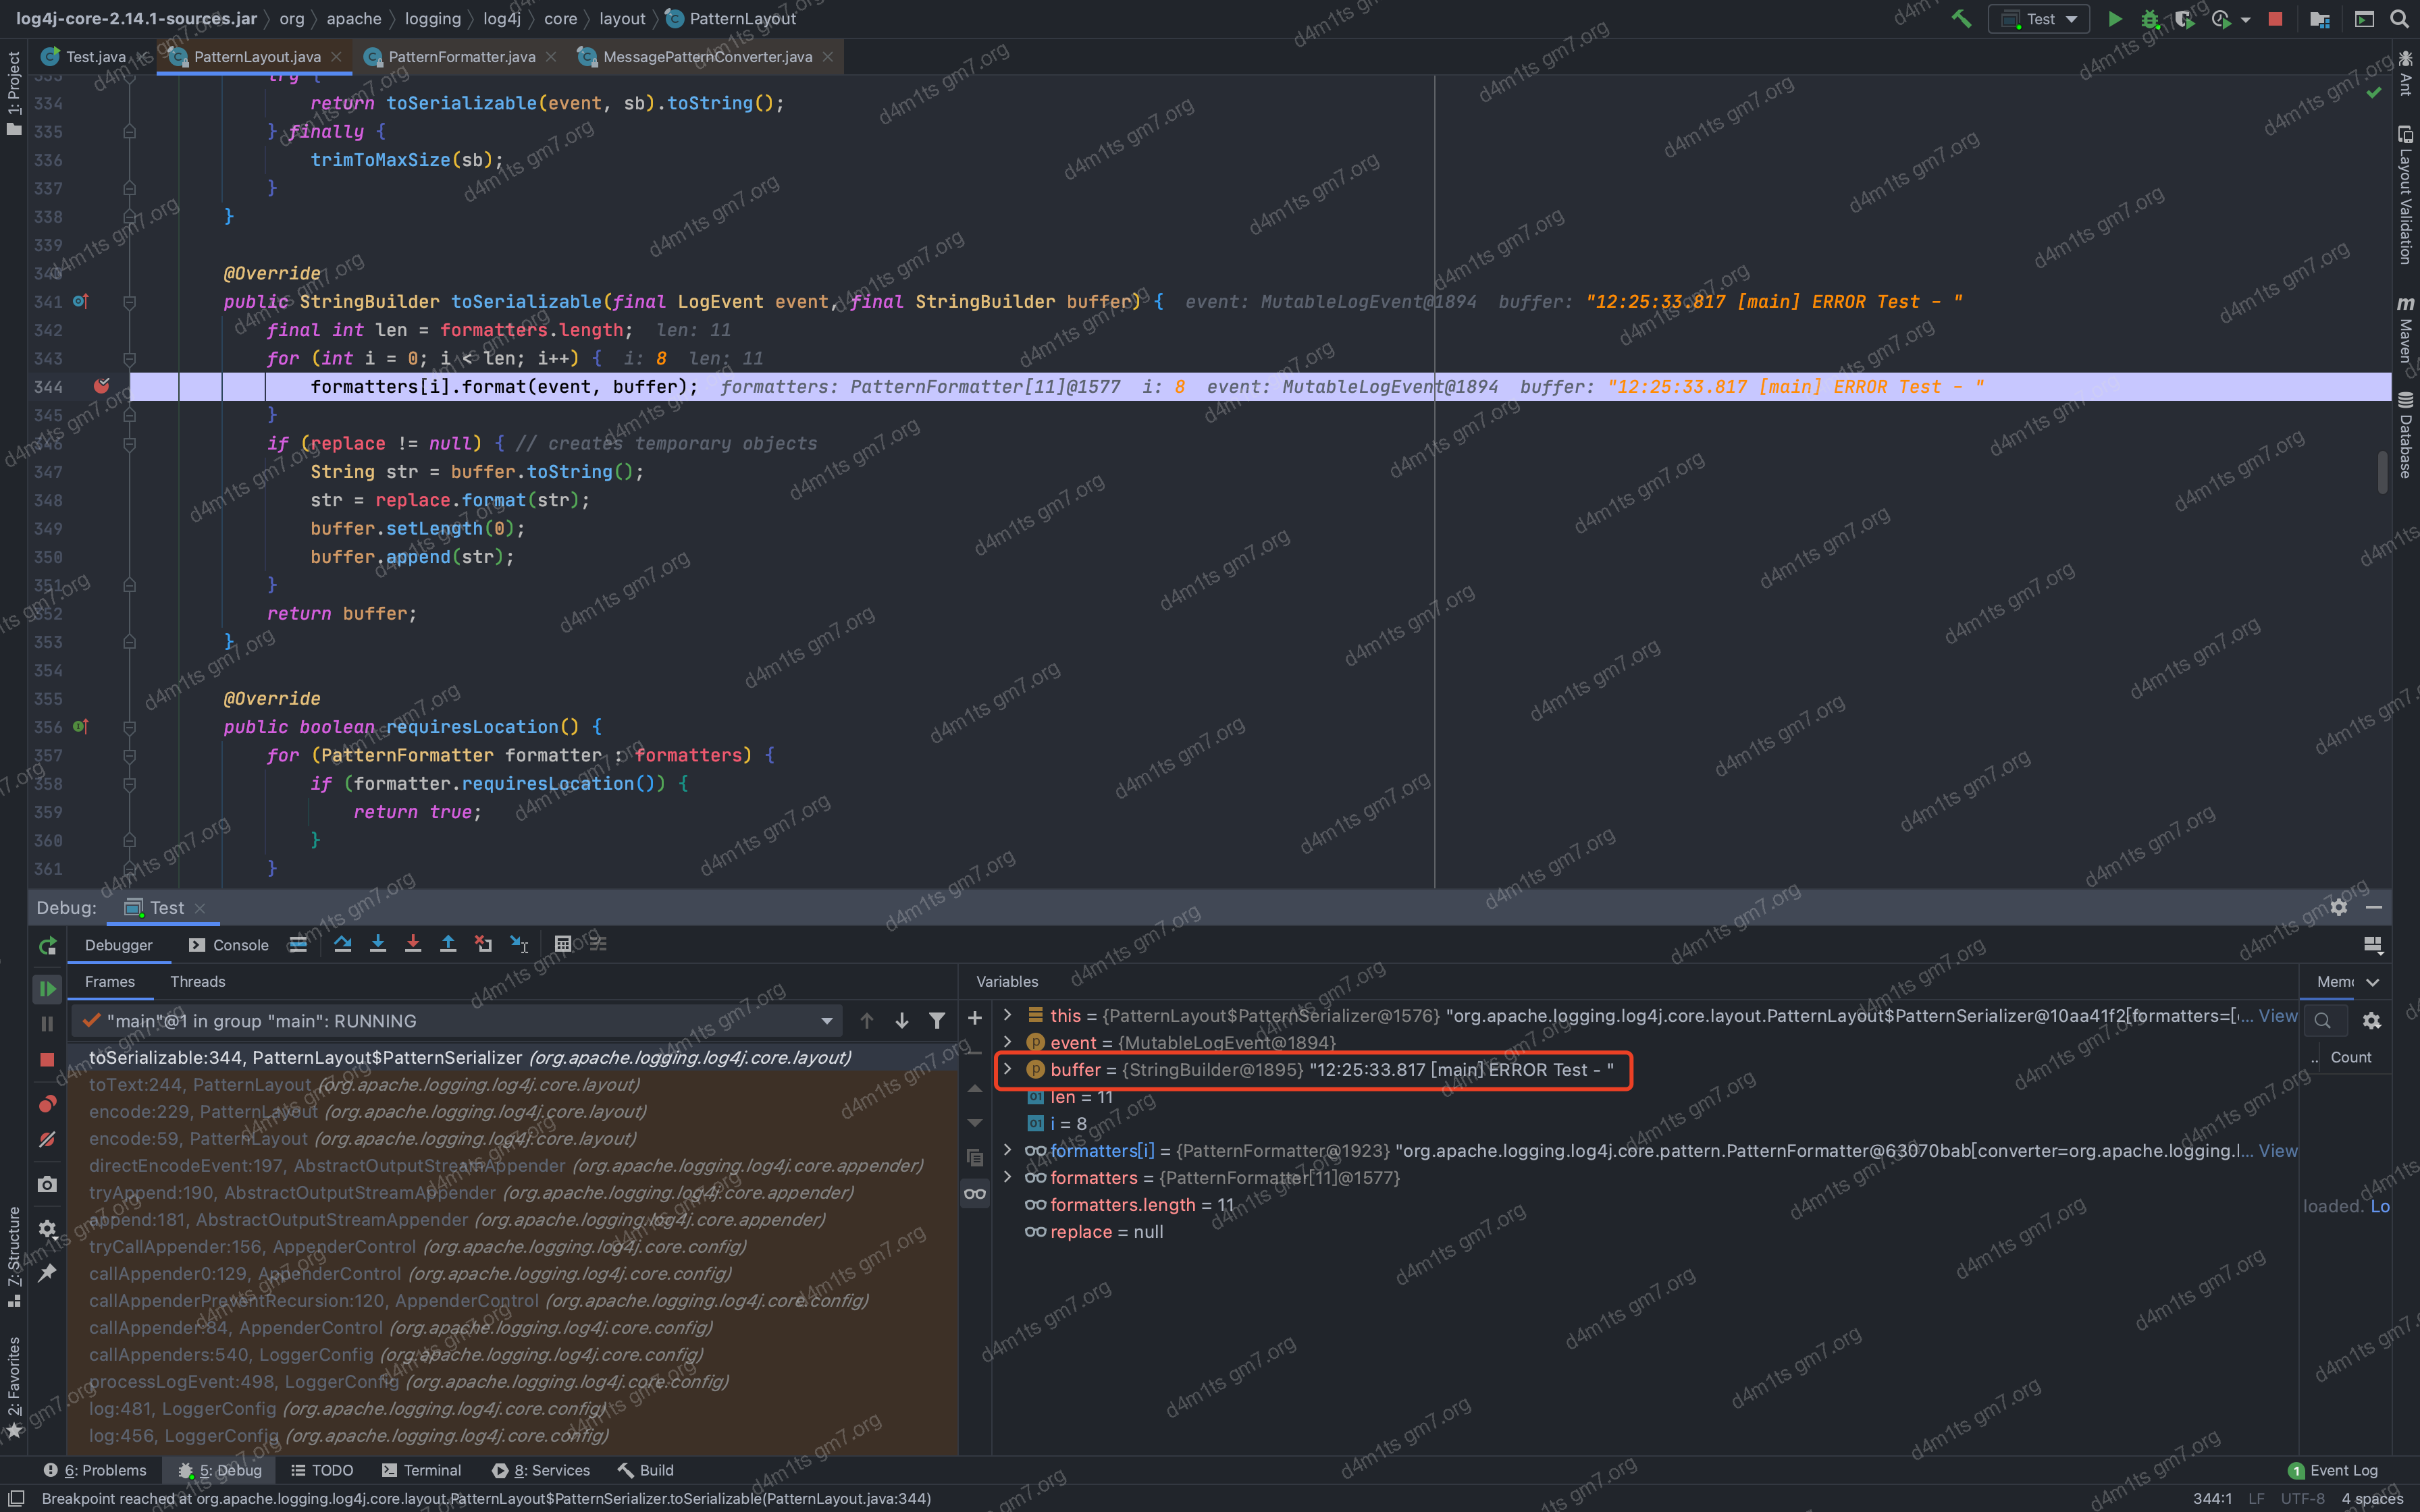 log4j-core-2.14.1-sources.jar 〉 org 〉 apache 〉 logging 〉 log4j 〉 core 〉 layout 〉 PatternLayout
Test
Test.java
PatternLayout.java
PatternFormatter.java
MessagePatternConverter.java
333 try {
334 return toSerializable(event, sb).toString();
335 } finally {
336 trimToMaxSize(sb);
337 }
338 }
339
340 @Override
341 public StringBuilder toSerializable(final LogEvent event, final StringBuilder buffer) { event: MutableLogEvent@1894 buffer: "12:25:33.817 [main] ERROR Test - "
342 final int len = formatters.length; len: 11
343 for (int i = 0; i < len; i++) { i: 8 len: 11
344 formatters[i].format(event, buffer); formatters: PatternFormatter[11]@1577 i: 8 event: MutableLogEvent@1894 buffer: "12:25:33.817 [main] ERROR Test - "
345 }
346 if (replace != null) { // creates temporary objects
347 String str = buffer.toString();
348 str = replace.format(str);
349 buffer.setLength(0);
350 buffer.append(str);
351 }
352 return buffer;
353 }
354
355 @Override
356 public boolean requiresLocation() {
357 for (PatternFormatter formatter : formatters) {
358 if (formatter.requiresLocation()) {
359 return true;
360 }
361 }
1: Project
7: Structure
2: Favorites
Ant
Layout Validation
Maven
Database
Debug: Test
Debugger
Console
Frames
Threads
"main"@1 in group "main": RUNNING
toSerializable:344, PatternLayout$PatternSerializer (org.apache.logging.log4j.core.layout)
toText:244, PatternLayout (org.apache.logging.log4j.core.layout)
encode:229, PatternLayout (org.apache.logging.log4j.core.layout)
encode:59, PatternLayout (org.apache.logging.log4j.core.layout)
directEncodeEvent:197, AbstractOutputStreamAppender (org.apache.logging.log4j.core.appender)
tryAppend:190, AbstractOutputStreamAppender (org.apache.logging.log4j.core.appender)
append:181, AbstractOutputStreamAppender (org.apache.logging.log4j.core.appender)
tryCallAppender:156, AppenderControl (org.apache.logging.log4j.core.config)
callAppender0:129, AppenderControl (org.apache.logging.log4j.core.config)
callAppenderPreventRecursion:120, AppenderControl (org.apache.logging.log4j.core.config)
callAppender:84, AppenderControl (org.apache.logging.log4j.core.config)
callAppenders:540, LoggerConfig (org.apache.logging.log4j.core.config)
processLogEvent:498, LoggerConfig (org.apache.logging.log4j.core.config)
log:481, LoggerConfig (org.apache.logging.log4j.core.config)
log:456, LoggerConfig (org.apache.logging.log4j.core.config)
Variables
this = {PatternLayout$PatternSerializer@1576} "org.apache.logging.log4j.core.layout.PatternLayout$PatternSerializer@10aa41f2[formatters=[... View
event = {MutableLogEvent@1894}
buffer = {StringBuilder@1895} "12:25:33.817 [main] ERROR Test - "
len = 11
i = 8
formatters[i] = {PatternFormatter@1923} "org.apache.logging.log4j.core.pattern.PatternFormatter@63070bab[converter=org.apache.logging.l... View
formatters = {PatternFormatter[11]@1577}
formatters.length = 11
replace = null
Mem
.. Count
loaded. Lo
6: Problems
5: Debug
TODO
Terminal
8: Services
Build
1 Event Log
Breakpoint reached at org.apache.logging.log4j.core.layout.PatternLayout$PatternSerializer.toSerializable(PatternLayout.java:344)
344:1 LF UTF-8 4 spaces
d4m1ts gm7.org